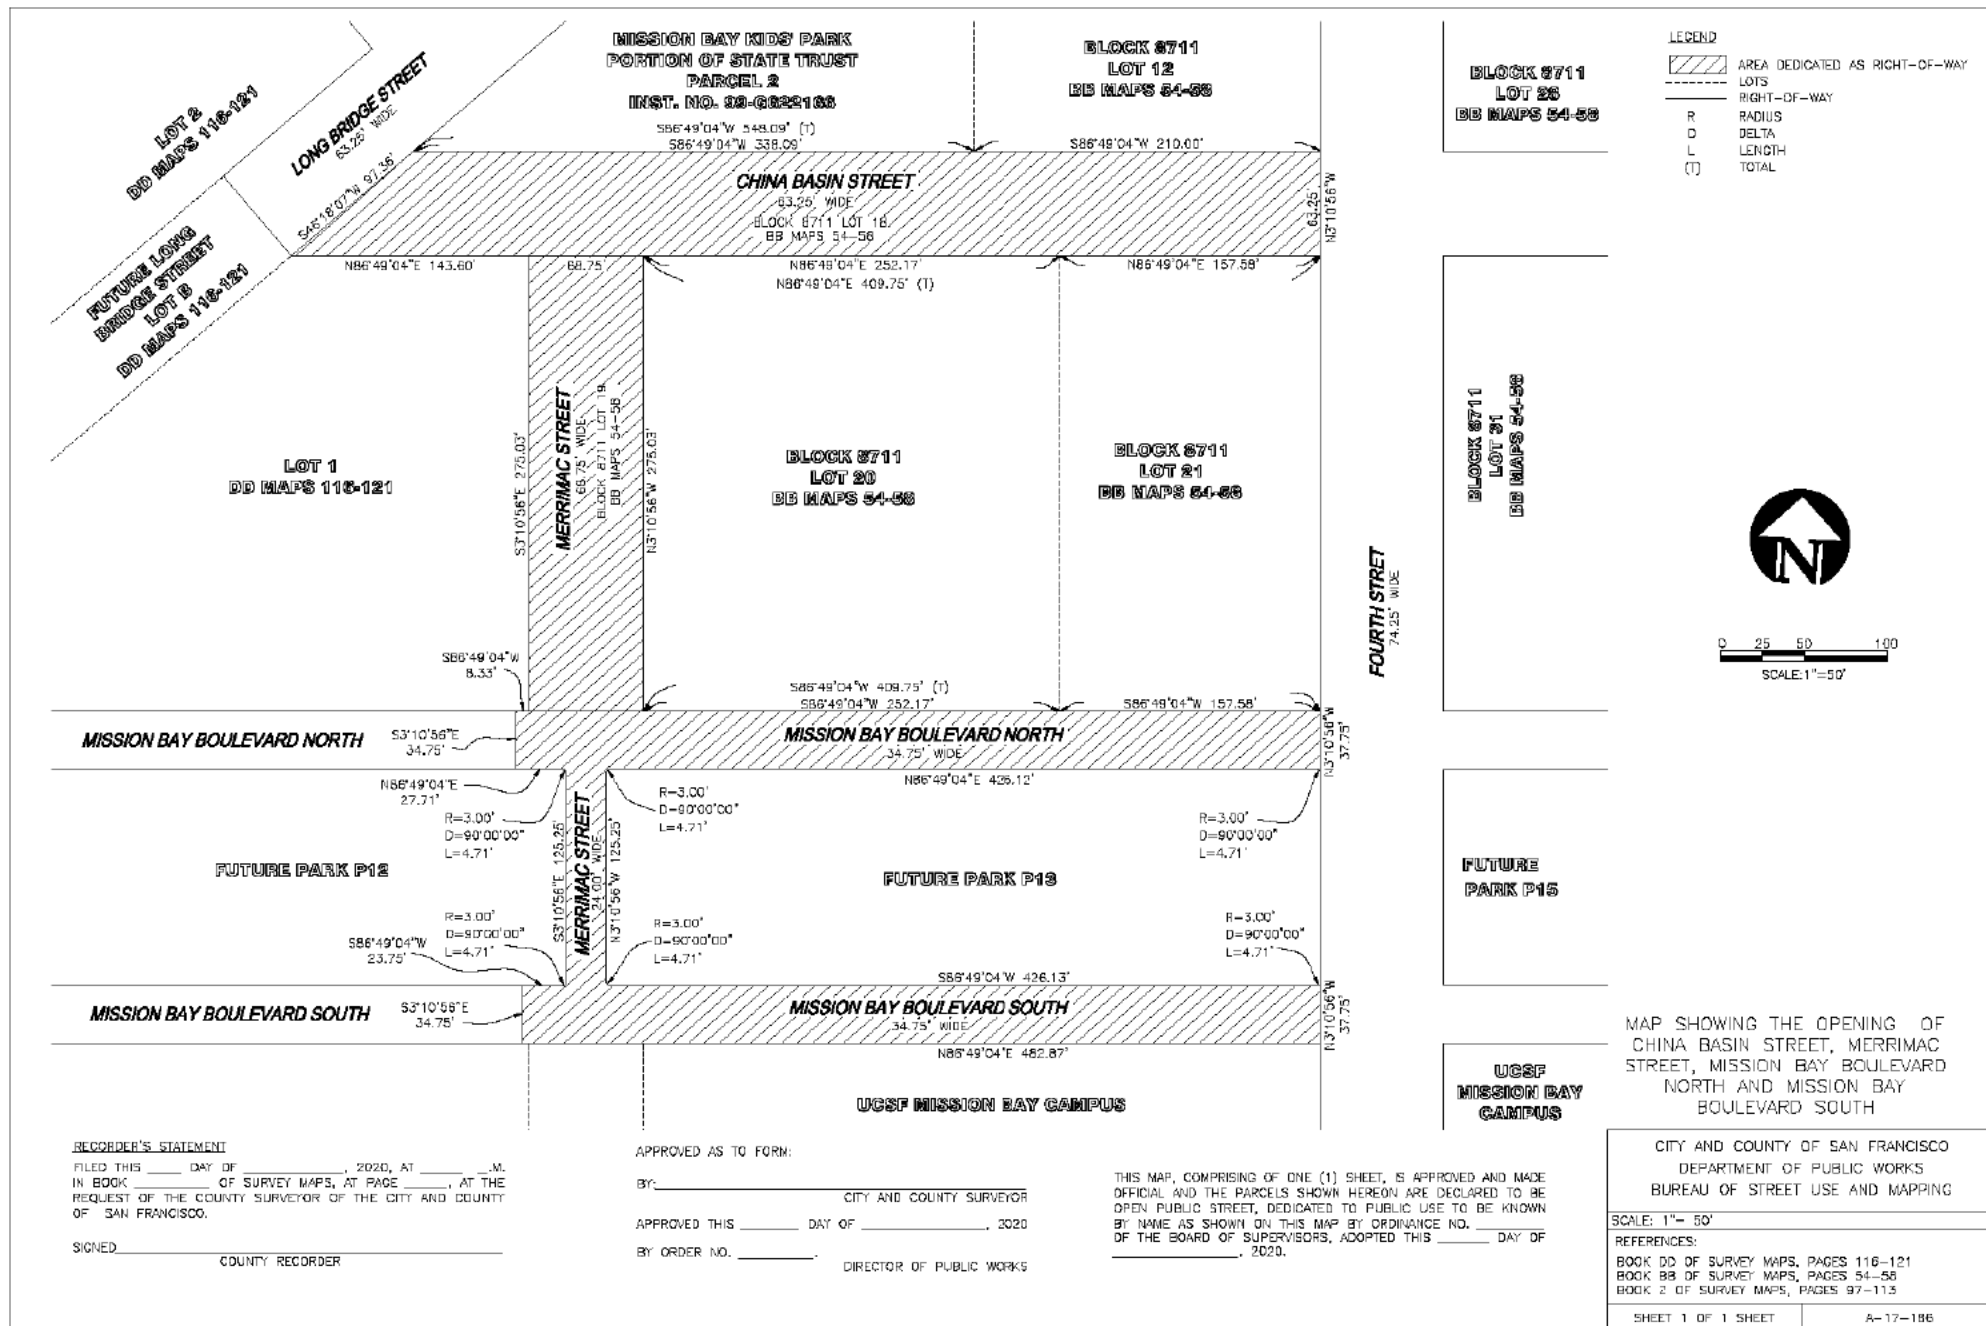 MISSION BAY KIDS' PARK
PORTION OF STATE TRUST
PARCEL 2
INST. NO. 99-G622166
BLOCK 8711
LOT 12
BB MAPS 54-58
BLOCK 8711
LOT 26
BB MAPS 54-58
LEGEND
AREA DEDICATED AS RIGHT-OF-WAY
LOTS
RIGHT-OF-WAY
R RADIUS
D DELTA
L LENGTH
(T) TOTAL
LOT 2
DD MAPS 116-121
LONG BRIDGE STREET
63.25' WIDE
S46°18'07"W 97.36'
FUTURE LONG
BRIDGE STREET
LOT B
DD MAPS 116-121
S86°49'04"W 548.09' (T)
S86°49'04"W 338.09'
S86°49'04"W 210.00'
CHINA BASIN STREET
63.25' WIDE
BLOCK 8711 LOT 18
BB MAPS 54-58
63.25'
N3°10'56"W
N86°49'04"E 143.60'
68.75'
N86°49'04"E 252.17'
N86°49'04"E 409.75' (T)
N86°49'04"E 157.58'
LOT 1
DD MAPS 116-121
S3°10'56"E 275.03'
MERRIMAC STREET
68.75' WIDE
BLOCK 8711 LOT 19
BB MAPS 54-58
N3°10'56"W 275.03'
BLOCK 8711
LOT 20
BB MAPS 54-58
BLOCK 8711
LOT 21
BB MAPS 54-58
BLOCK 8711
LOT 31
BB MAPS 54-58
FOURTH STRET
74.25' WIDE
N
0 25 50 100
SCALE:1"=50'
S86°49'04"W
8.33'
S86°49'04"W 409.75' (T)
S86°49'04"W 252.17'
S86°49'04"W 157.58'
MISSION BAY BOULEVARD NORTH
S3°10'56"E
34.75'
MISSION BAY BOULEVARD NORTH
34.75' WIDE
N3°10'56"W
37.75'
N86°49'04"E
27.71'
N86°49'04"E 426.12'
R=3.00'
D=90°00'00"
L=4.71'
R=3.00'
D=90°00'00"
L=4.71'
R=3.00'
D=90°00'00"
L=4.71'
FUTURE PARK P12
S3°10'56"E 125.25'
MERRIMAC STREET
24.00' WIDE
N3°10'56"W 125.25'
FUTURE PARK P13
FUTURE
PARK P15
R=3.00'
D=90°00'00"
L=4.71'
R=3.00'
D=90°00'00"
L=4.71'
R=3.00'
D=90°00'00"
L=4.71'
S86°49'04"W
23.75'
S86°49'04"W 426.13'
MISSION BAY BOULEVARD SOUTH
S3°10'56"E
34.75'
MISSION BAY BOULEVARD SOUTH
34.75' WIDE
N3°10'56"W
37.75'
N86°49'04"E 482.87'
UCSF MISSION BAY CAMPUS
UCSF
MISSION BAY
CAMPUS
MAP SHOWING THE OPENING OF
CHINA BASIN STREET, MERRIMAC
STREET, MISSION BAY BOULEVARD
NORTH AND MISSION BAY
BOULEVARD SOUTH
RECORDER'S STATEMENT
FILED THIS ____ DAY OF ____________, 2020, AT _____ __.M.
IN BOOK _________ OF SURVEY MAPS, AT PAGE _____, AT THE
REQUEST OF THE COUNTY SURVEYOR OF THE CITY AND COUNTY
OF SAN FRANCISCO.
SIGNED____________
COUNTY RECORDER
APPROVED AS TO FORM:
BY:____________
CITY AND COUNTY SURVEYOR
APPROVED THIS _______ DAY OF _______________, 2020
BY ORDER NO. _________.
DIRECTOR OF PUBLIC WORKS
THIS MAP, COMPRISING OF ONE (1) SHEET, IS APPROVED AND MADE
OFFICIAL AND THE PARCELS SHOWN HEREON ARE DECLARED TO BE
OPEN PUBLIC STREET, DEDICATED TO PUBLIC USE TO BE KNOWN
BY NAME AS SHOWN ON THIS MAP BY ORDINANCE NO. ________
OF THE BOARD OF SUPERVISORS, ADOPTED THIS ______ DAY OF
_______________, 2020.
CITY AND COUNTY OF SAN FRANCISCO
DEPARTMENT OF PUBLIC WORKS
BUREAU OF STREET USE AND MAPPING
SCALE: 1"= 50'
REFERENCES:
BOOK DD OF SURVEY MAPS, PAGES 116-121
BOOK BB OF SURVEY MAPS, PAGES 54-58
BOOK Z OF SURVEY MAPS, PAGES 97-113
SHEET 1 OF 1 SHEET
A-17-186